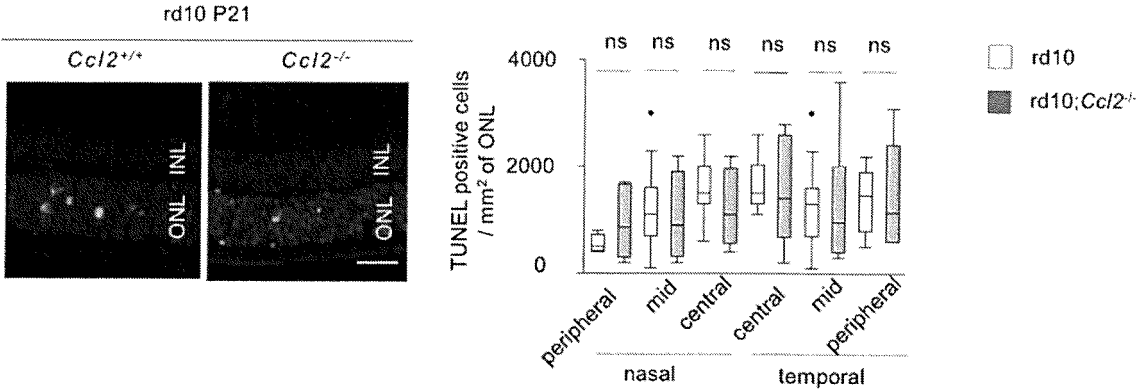 rd10 P21
Ccl2+/+
Ccl2-/-
INL
ONL
INL
ONL
TUNEL positive cells
/ mm2 of ONL
4000
2000
0
ns
ns
ns
ns
ns
ns
peripheral
mid
central
central
mid
peripheral
nasal
temporal
rd10
rd10;Ccl2-/-